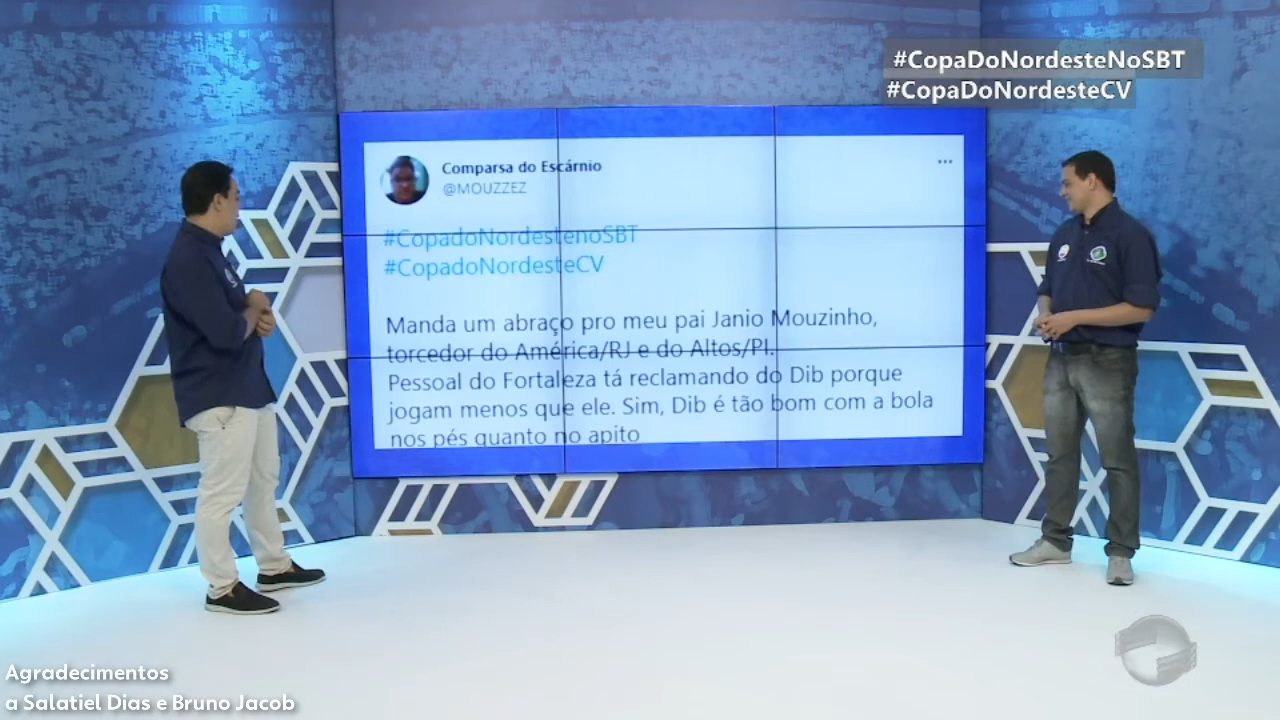 #CopaDoNordesteNoSBT
#CopaDoNordesteCV
Comparsa do Escárnio
@MOUZZEZ
#CopadoNordestenoSBT
#CopadoNordesteCV
Manda um abraço pro meu pai Janio Mouzinho,
torcedor do América/RJ e do Altos/PI.
Pessoal do Fortaleza tá reclamando do Dib porque
jogam menos que ele. Sim, Dib é tão bom com a bola
nos pés quanto no apito
Agradecimentos
a Salatiel Dias e Bruno Jacob